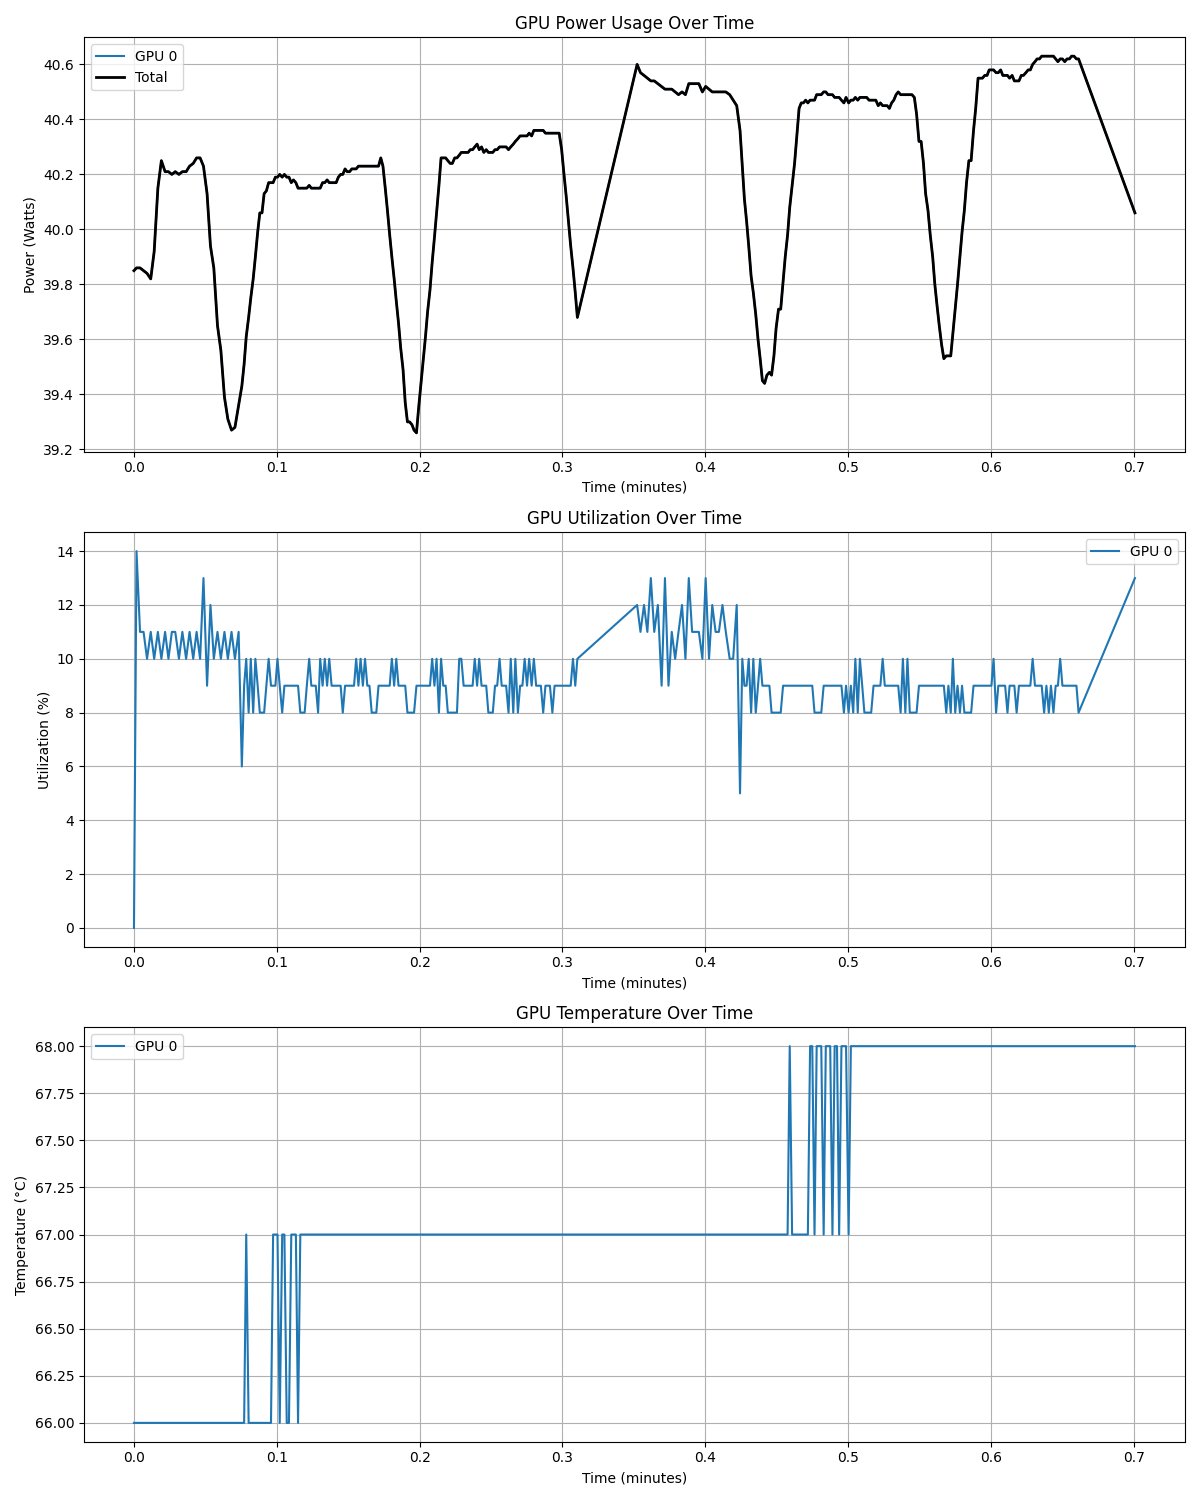 GPU Power Usage Over Time
GPU 0
Total
Power (Watts)
40.6
40.4
40.2
40.0
39.8
39.6
39.4
39.2
0.0 0.1 0.2 0.3 0.4 0.5 0.6 0.7
Time (minutes)
GPU Utilization Over Time
GPU 0
Utilization (%)
14
12
10
8
6
4
2
0
0.0 0.1 0.2 0.3 0.4 0.5 0.6 0.7
Time (minutes)
GPU Temperature Over Time
GPU 0
Temperature (°C)
68.00
67.75
67.50
67.25
67.00
66.75
66.50
66.25
66.00
0.0 0.1 0.2 0.3 0.4 0.5 0.6 0.7
Time (minutes)